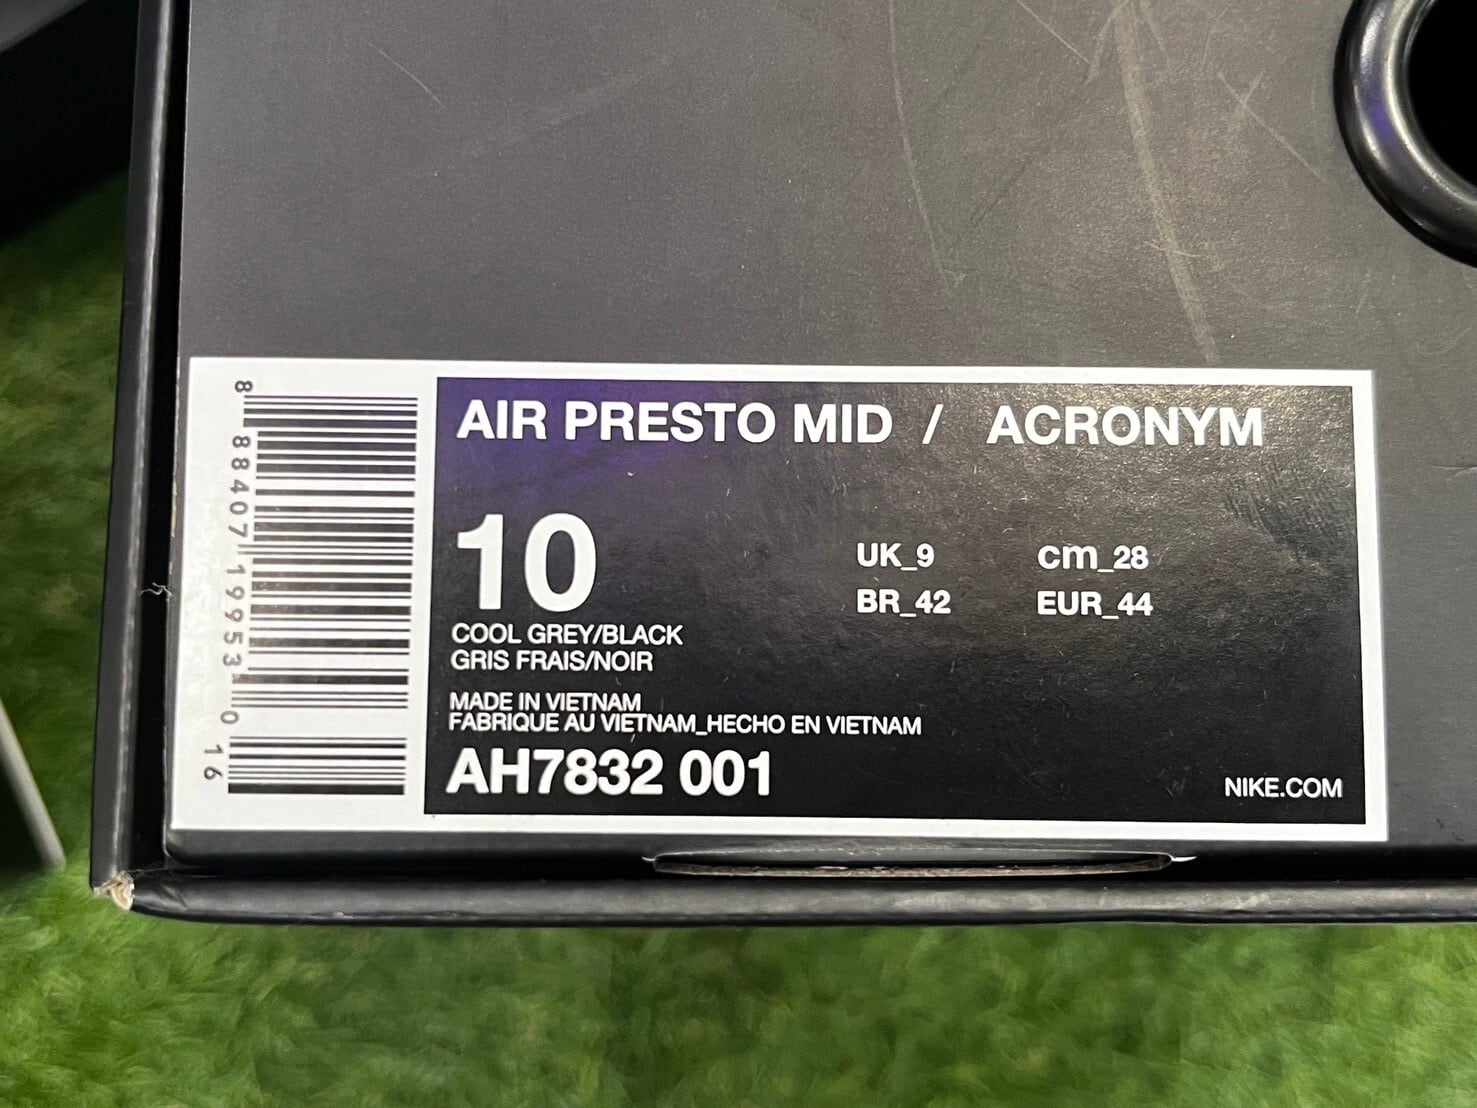 AIR PRESTO MID / ACRONYM
10
UK_9 cm_28
BR_42 EUR_44
COOL GREY/BLACK
GRIS FRAIS/NOIR
MADE IN VIETNAM
FABRIQUE AU VIETNAM_HECHO EN VIETNAM
AH7832 001
NIKE.COM
8 88407 19953 0 16